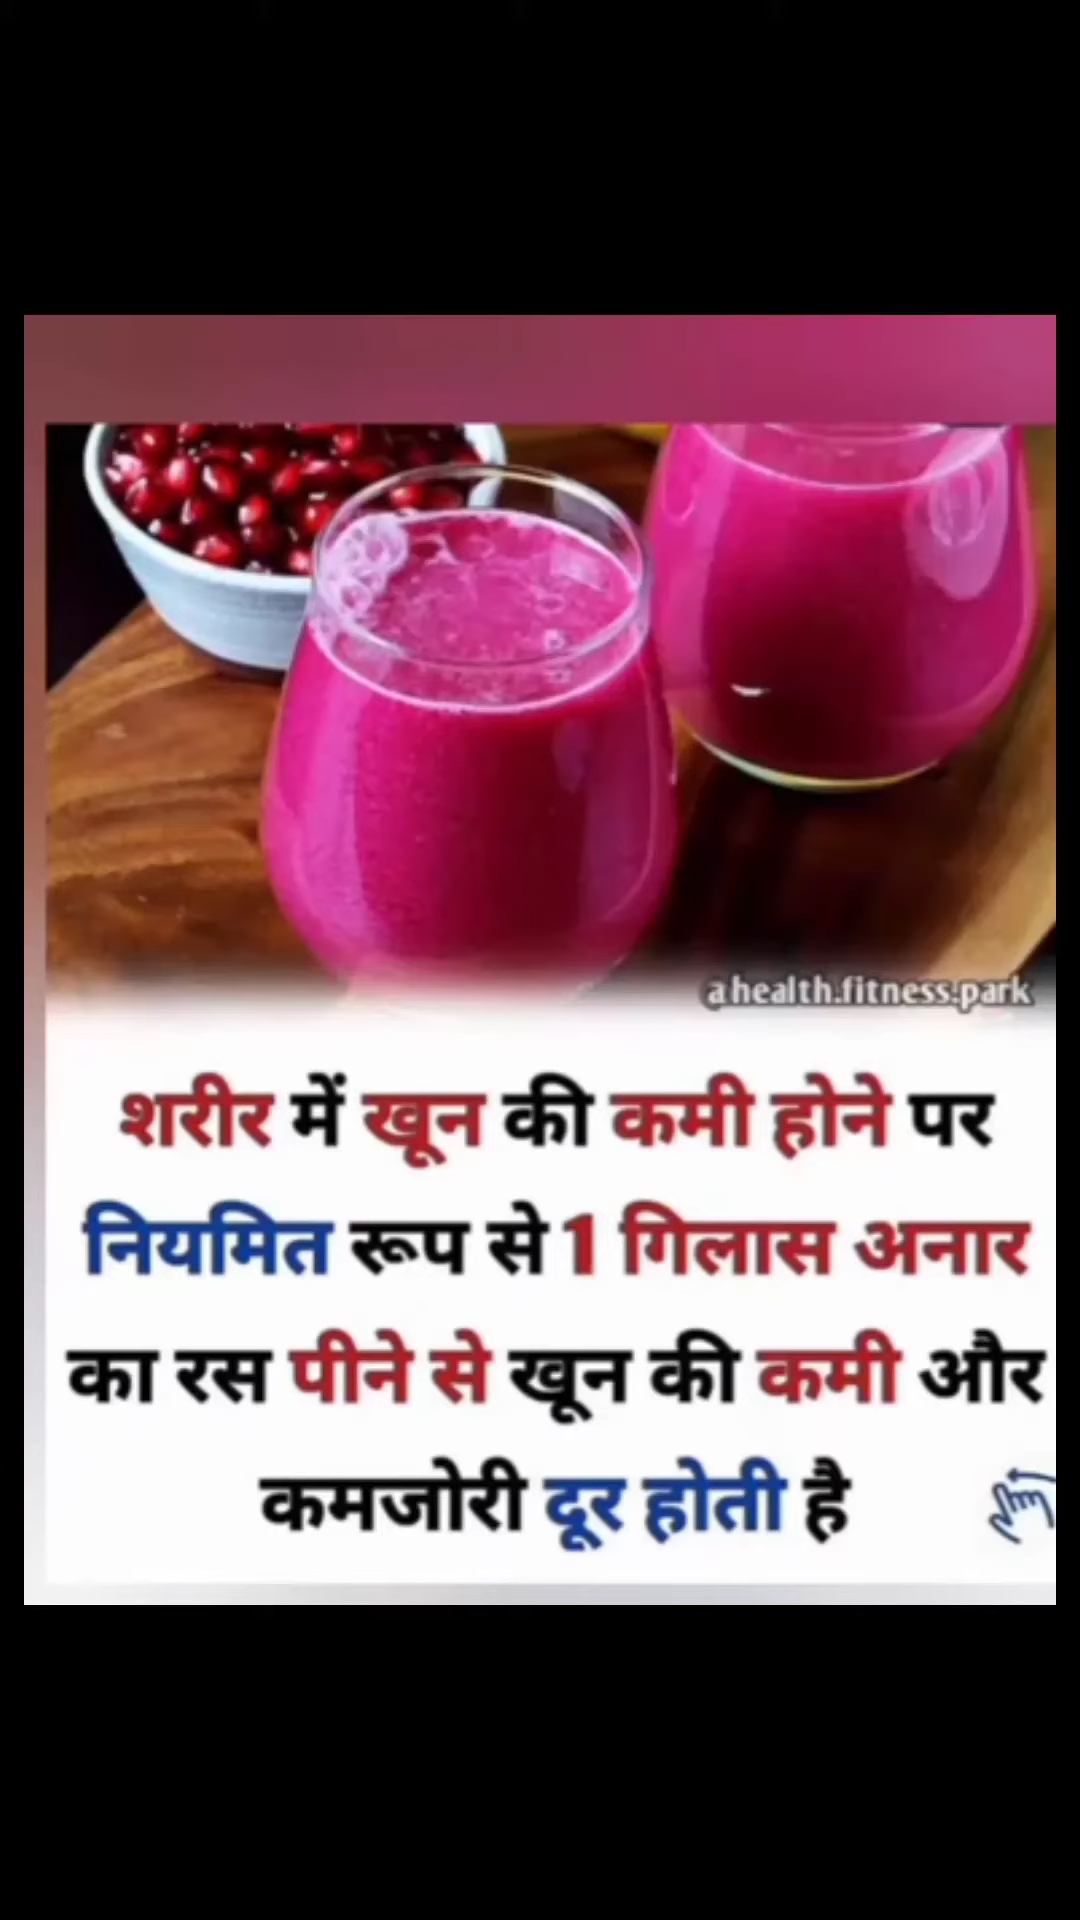 @health.fitness.park
शरीर में खून की कमी होने पर
नियमित रूप से 1 गिलास अनार
का रस पीने से खून की कमी और
कमजोरी दूर होती है